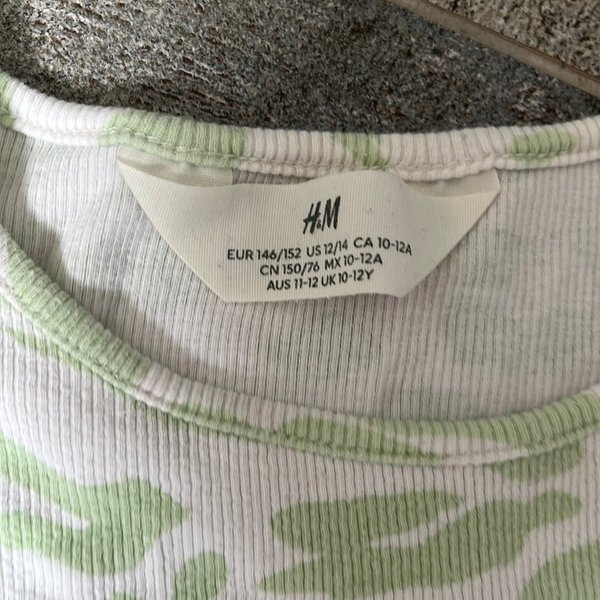 H&M
EUR 146/152 US 12/14 CA 10-12A
CN 150/76 MX 10-12A
AUS 11-12 UK 10-12Y